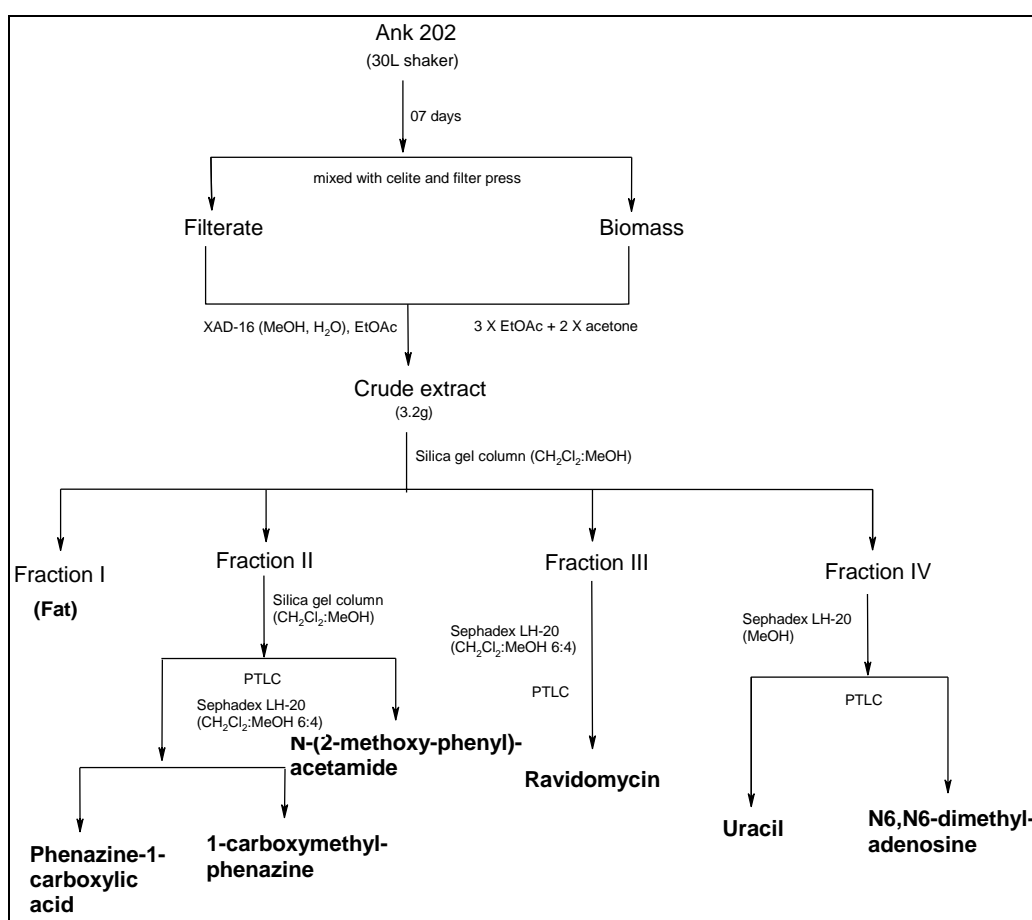 Ank 202
(30L shaker)
07 days
mixed with celite and filter press
Filterate
Biomass
XAD-16 (MeOH, H₂O), EtOAc
3 X EtOAc + 2 X acetone
Crude extract
(3.2g)
Silica gel column (CH₂Cl₂:MeOH)
Fraction I
(Fat)
Fraction II
Silica gel column
(CH₂Cl₂:MeOH)
PTLC
Sephadex LH-20
(CH₂Cl₂:MeOH 6:4)
N-(2-methoxy-phenyl)-
acetamide
Phenazine-1-
carboxylic
acid
1-carboxymethyl-
phenazine
Fraction III
Sephadex LH-20
(CH₂Cl₂:MeOH 6:4)
PTLC
Ravidomycin
Fraction IV
Sephadex LH-20
(MeOH)
PTLC
Uracil
N6,N6-dimethyl-
adenosine